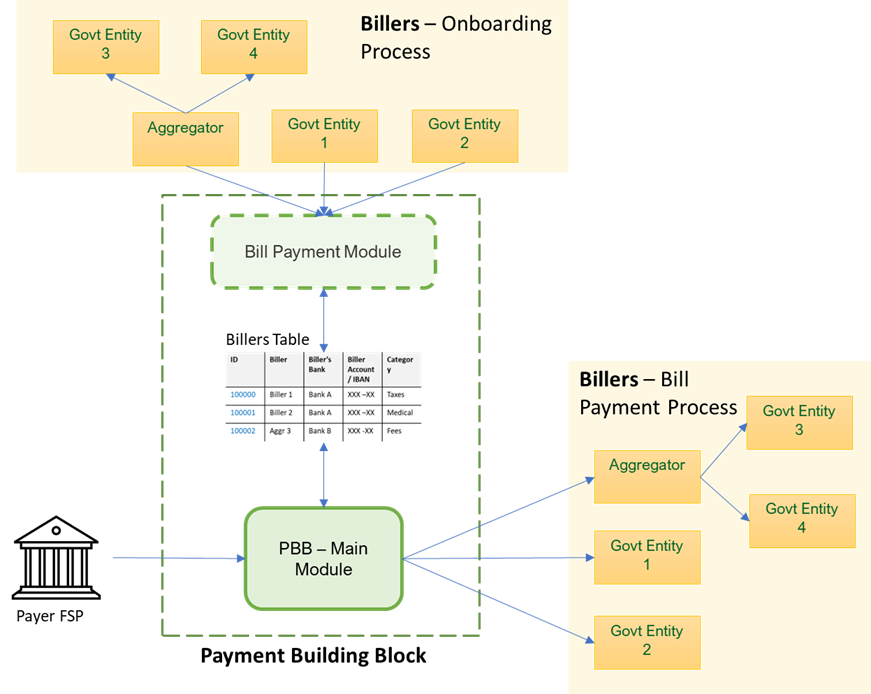 Billers – Onboarding
Process
Govt Entity
3
Govt Entity
4
Aggregator
Govt Entity
1
Govt Entity
2
Bill Payment Module
Billers Table
ID Biller Biller's Bank Biller Account / IBAN Categor y
100000 Biller 1 Bank A XXX –XX Taxes
100001 Biller 2 Bank A XXX –XX Medical
100002 Aggr 3 Bank B XXX -XX Fees
PBB – Main
Module
Payer FSP
Payment Building Block
Billers – Bill
Payment Process
Govt Entity
3
Aggregator
Govt Entity
4
Govt Entity
1
Govt Entity
2